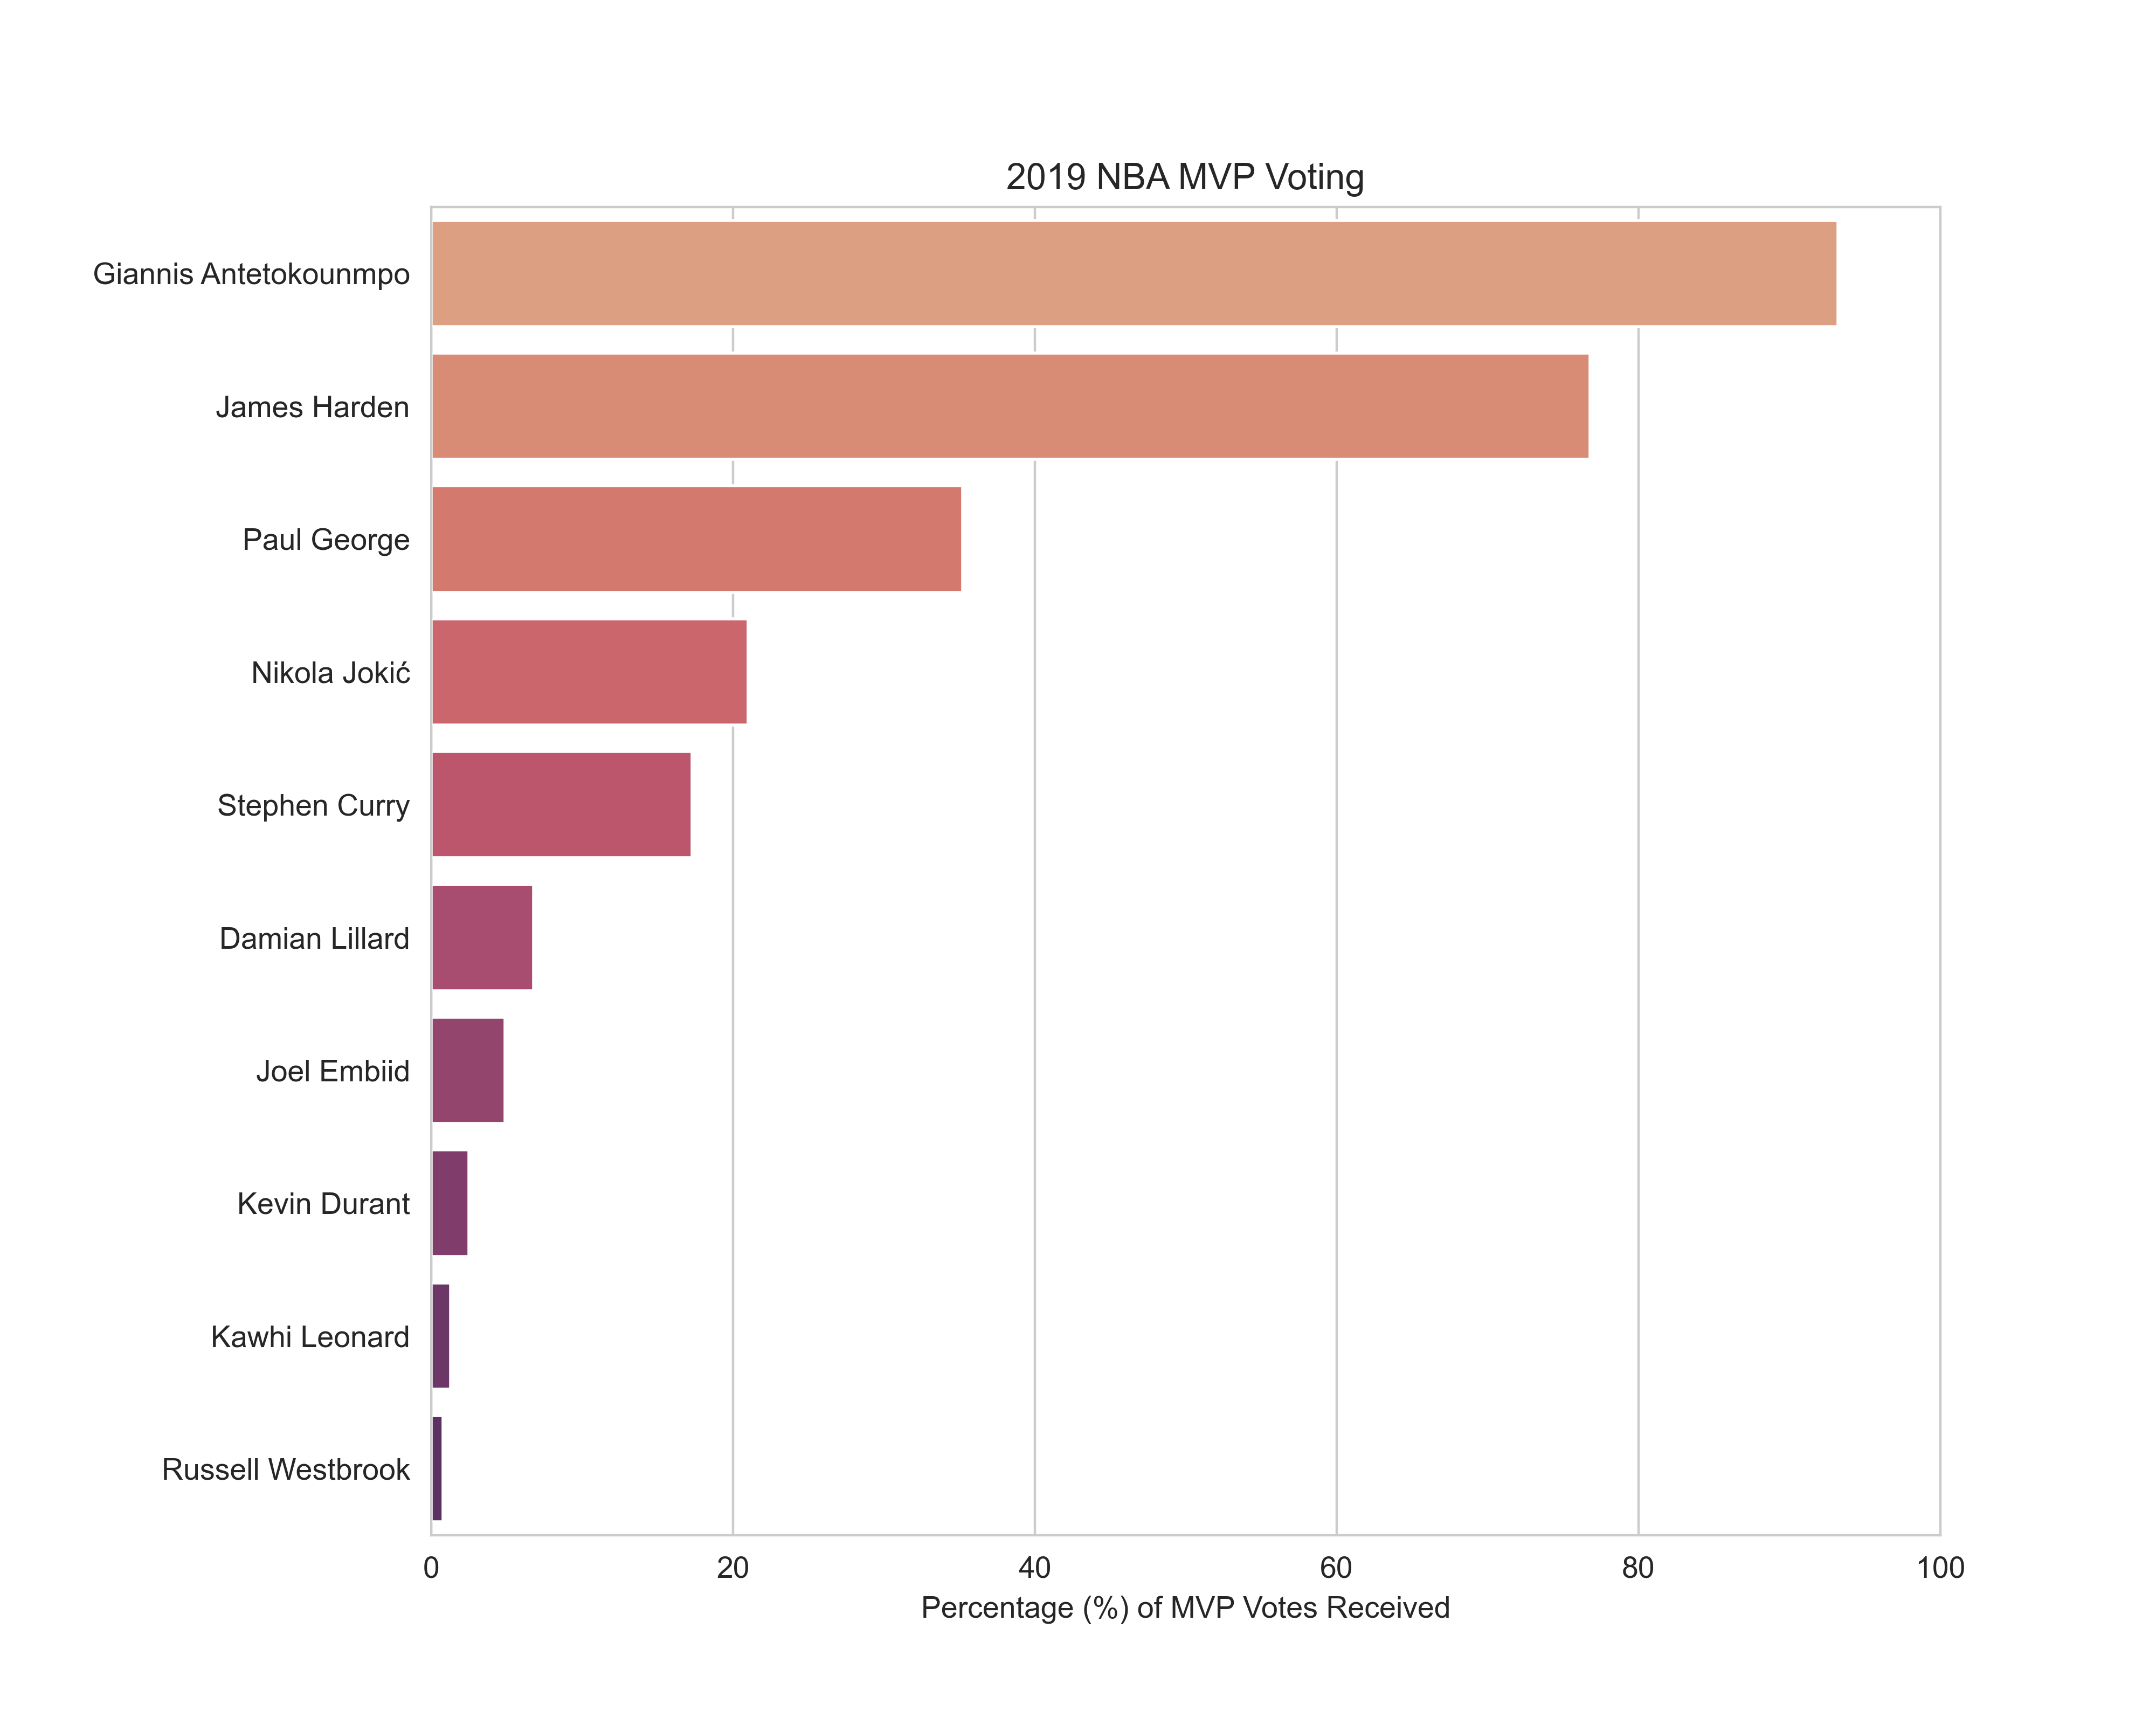 2019 NBA MVP Voting
Giannis Antetokounmpo
James Harden
Paul George
Nikola Jokić
Stephen Curry
Damian Lillard
Joel Embiid
Kevin Durant
Kawhi Leonard
Russell Westbrook
0 20 40 60 80 100
Percentage (%) of MVP Votes Received